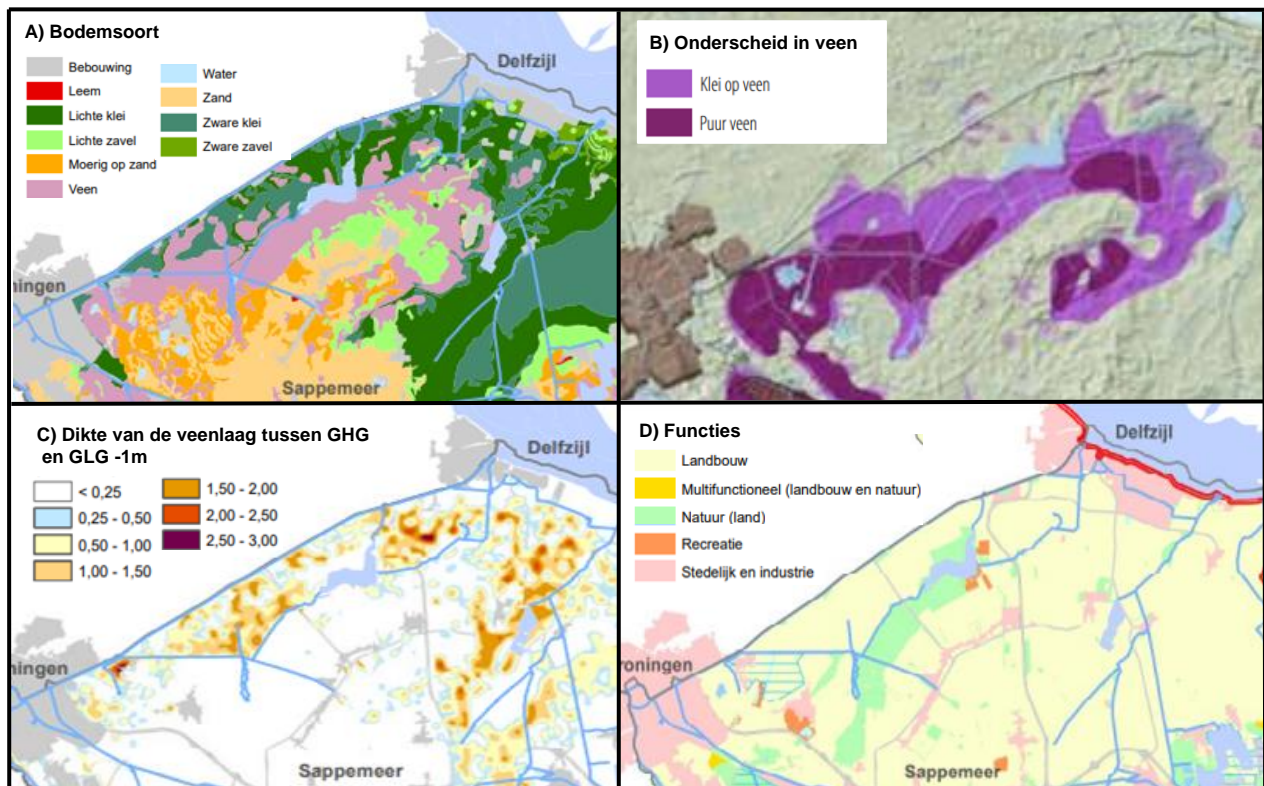 A) Bodemsoort
Bebouwing
Leem
Lichte klei
Lichte zavel
Moerig op zand
Veen
Water
Zand
Zware klei
Zware zavel
Delfzijl
ningen
Sappemeer
B) Onderscheid in veen
Klei op veen
Puur veen
C) Dikte van de veenlaag tussen GHG
en GLG -1m
< 0,25
0,25 - 0,50
0,50 - 1,00
1,00 - 1,50
1,50 - 2,00
2,00 - 2,50
2,50 - 3,00
Delfzijl
ningen
Sappemeer
D) Functies
Landbouw
Multifunctioneel (landbouw en natuur)
Natuur (land)
Recreatie
Stedelijk en industrie
Delfzijl
roningen
Sappemeer